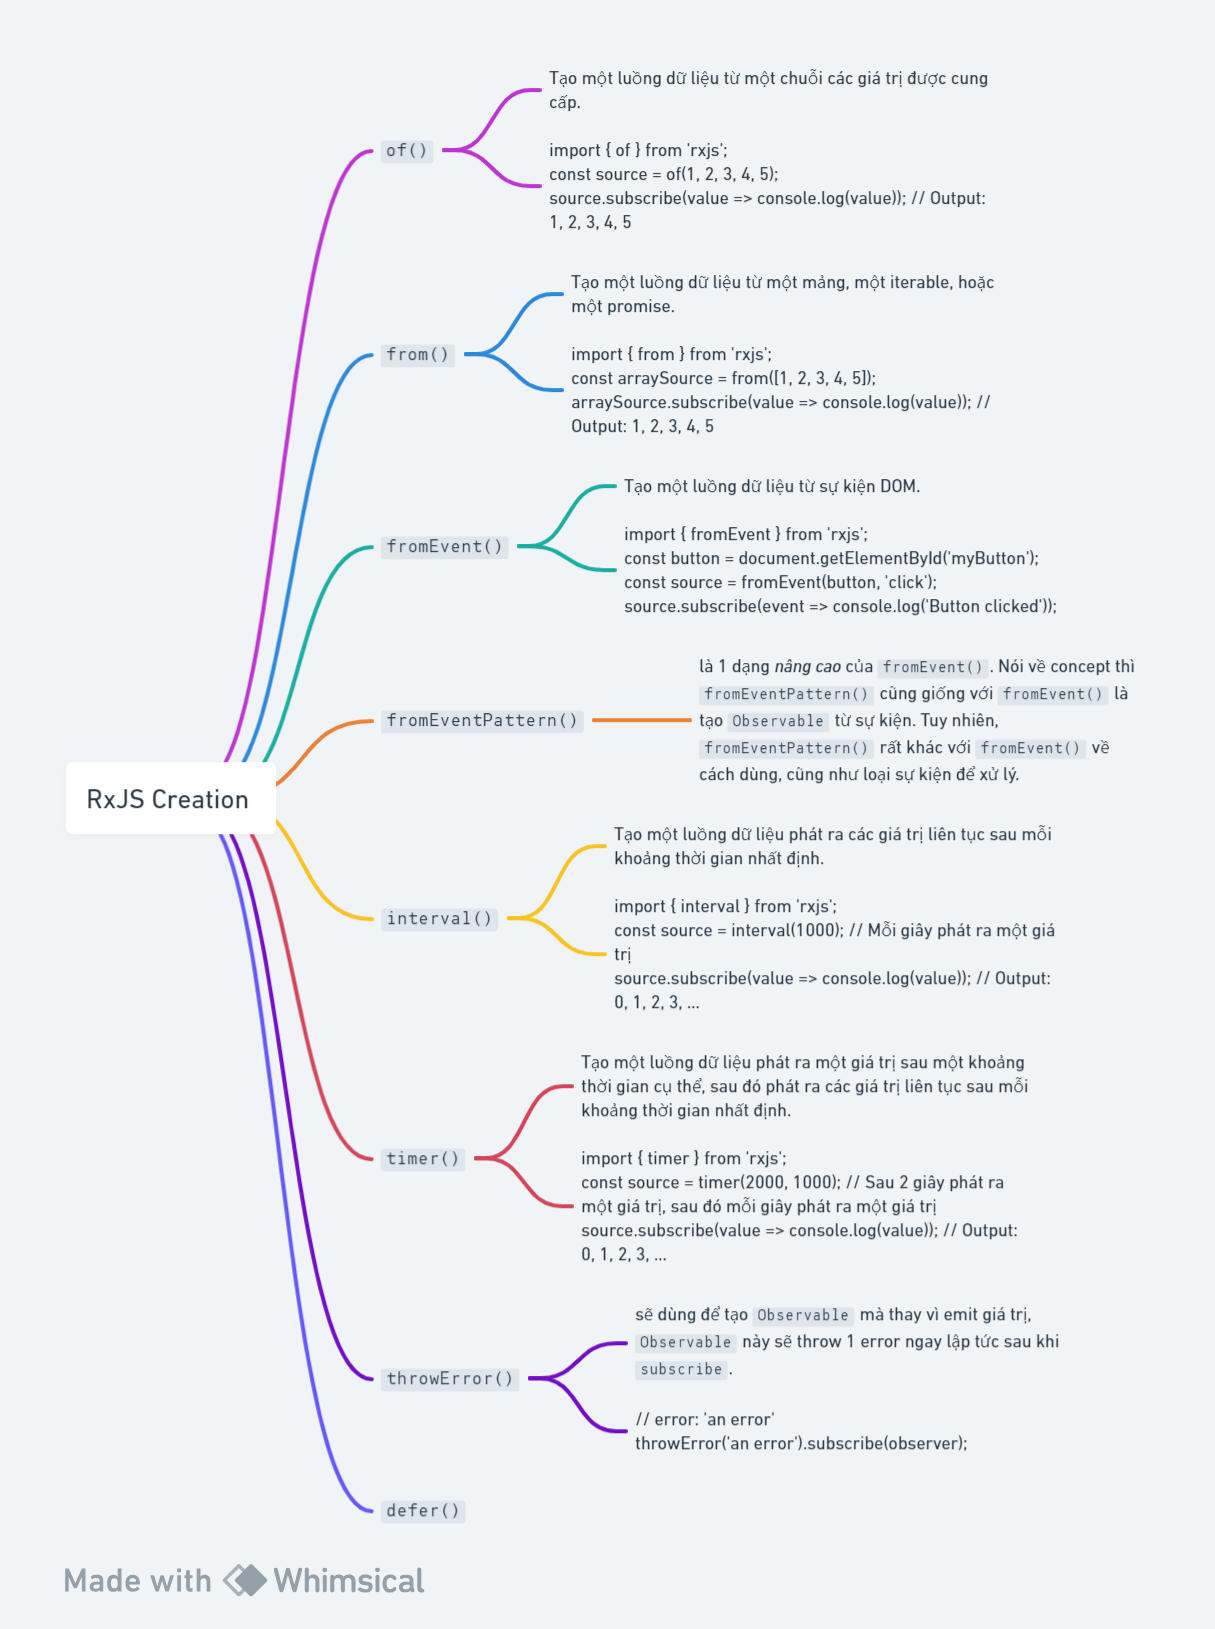 Tạo một luồng dữ liệu từ một chuỗi các giá trị được cung
cấp.
of()
import { of } from 'rxjs';
const source = of(1, 2, 3, 4, 5);
source.subscribe(value => console.log(value)); // Output:
1, 2, 3, 4, 5
Tạo một luồng dữ liệu từ một mảng, một iterable, hoặc
một promise.
from()
import { from } from 'rxjs';
const arraySource = from([1, 2, 3, 4, 5]);
arraySource.subscribe(value => console.log(value)); //
Output: 1, 2, 3, 4, 5
Tạo một luồng dữ liệu từ sự kiện DOM.
fromEvent()
import { fromEvent } from 'rxjs';
const button = document.getElementById('myButton');
const source = fromEvent(button, 'click');
source.subscribe(event => console.log('Button clicked'));
fromEventPattern()
là 1 dạng nâng cao của fromEvent(). Nói về concept thì
fromEventPattern() cũng giống với fromEvent() là
tạo Observable từ sự kiện. Tuy nhiên,
fromEventPattern() rất khác với fromEvent() về
cách dùng, cũng như loại sự kiện để xử lý.
RxJS Creation
Tạo một luồng dữ liệu phát ra các giá trị liên tục sau mỗi
khoảng thời gian nhất định.
interval()
import { interval } from 'rxjs';
const source = interval(1000); // Mỗi giây phát ra một giá
trị
source.subscribe(value => console.log(value)); // Output:
0, 1, 2, 3, ...
Tạo một luồng dữ liệu phát ra một giá trị sau một khoảng
thời gian cụ thể, sau đó phát ra các giá trị liên tục sau mỗi
khoảng thời gian nhất định.
timer()
import { timer } from 'rxjs';
const source = timer(2000, 1000); // Sau 2 giây phát ra
một giá trị, sau đó mỗi giây phát ra một giá trị
source.subscribe(value => console.log(value)); // Output:
0, 1, 2, 3, ...
sẽ dùng để tạo Observable mà thay vì emit giá trị,
Observable này sẽ throw 1 error ngay lập tức sau khi
subscribe.
throwError()
// error: 'an error'
throwError('an error').subscribe(observer);
defer()
Made with Whimsical